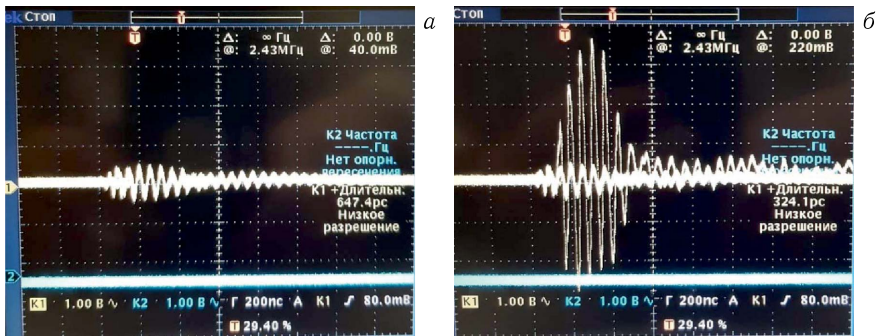 ek Стоп
Δ: ∞ Гц Δ: 0.00 В
@: 2.43МГц @: 40.0mВ
К2 Частота
----.Гц
Нет опорн.
пересечения
К1 +Длительн.
647.4рс
Низкое
разрешение
1
2
К1 1.00 В К2 1.00 В Г 200пс А К1 80.0mВ
Т 29.40 %
а
Стоп
Δ: ∞ Гц Δ: 0.00 В
@: 2.43МГц @: 220mВ
К2 Частота
----.Гц
Нет опорн.
К1 +Длительн.
324.1рс
Низкое
разрешение
К1 1.00 В К2 1.00 В Г 200пс А К1 80.0mВ
Т 29.40 %
б